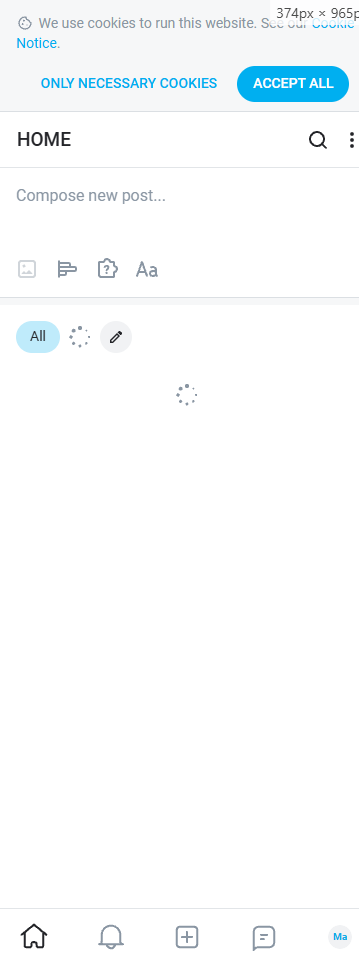 374px × 965p
We use cookies to run this website. See our Cookie
Notice.
ONLY NECESSARY COOKIES
ACCEPT ALL
HOME
Compose new post...
Aa
All
Ma